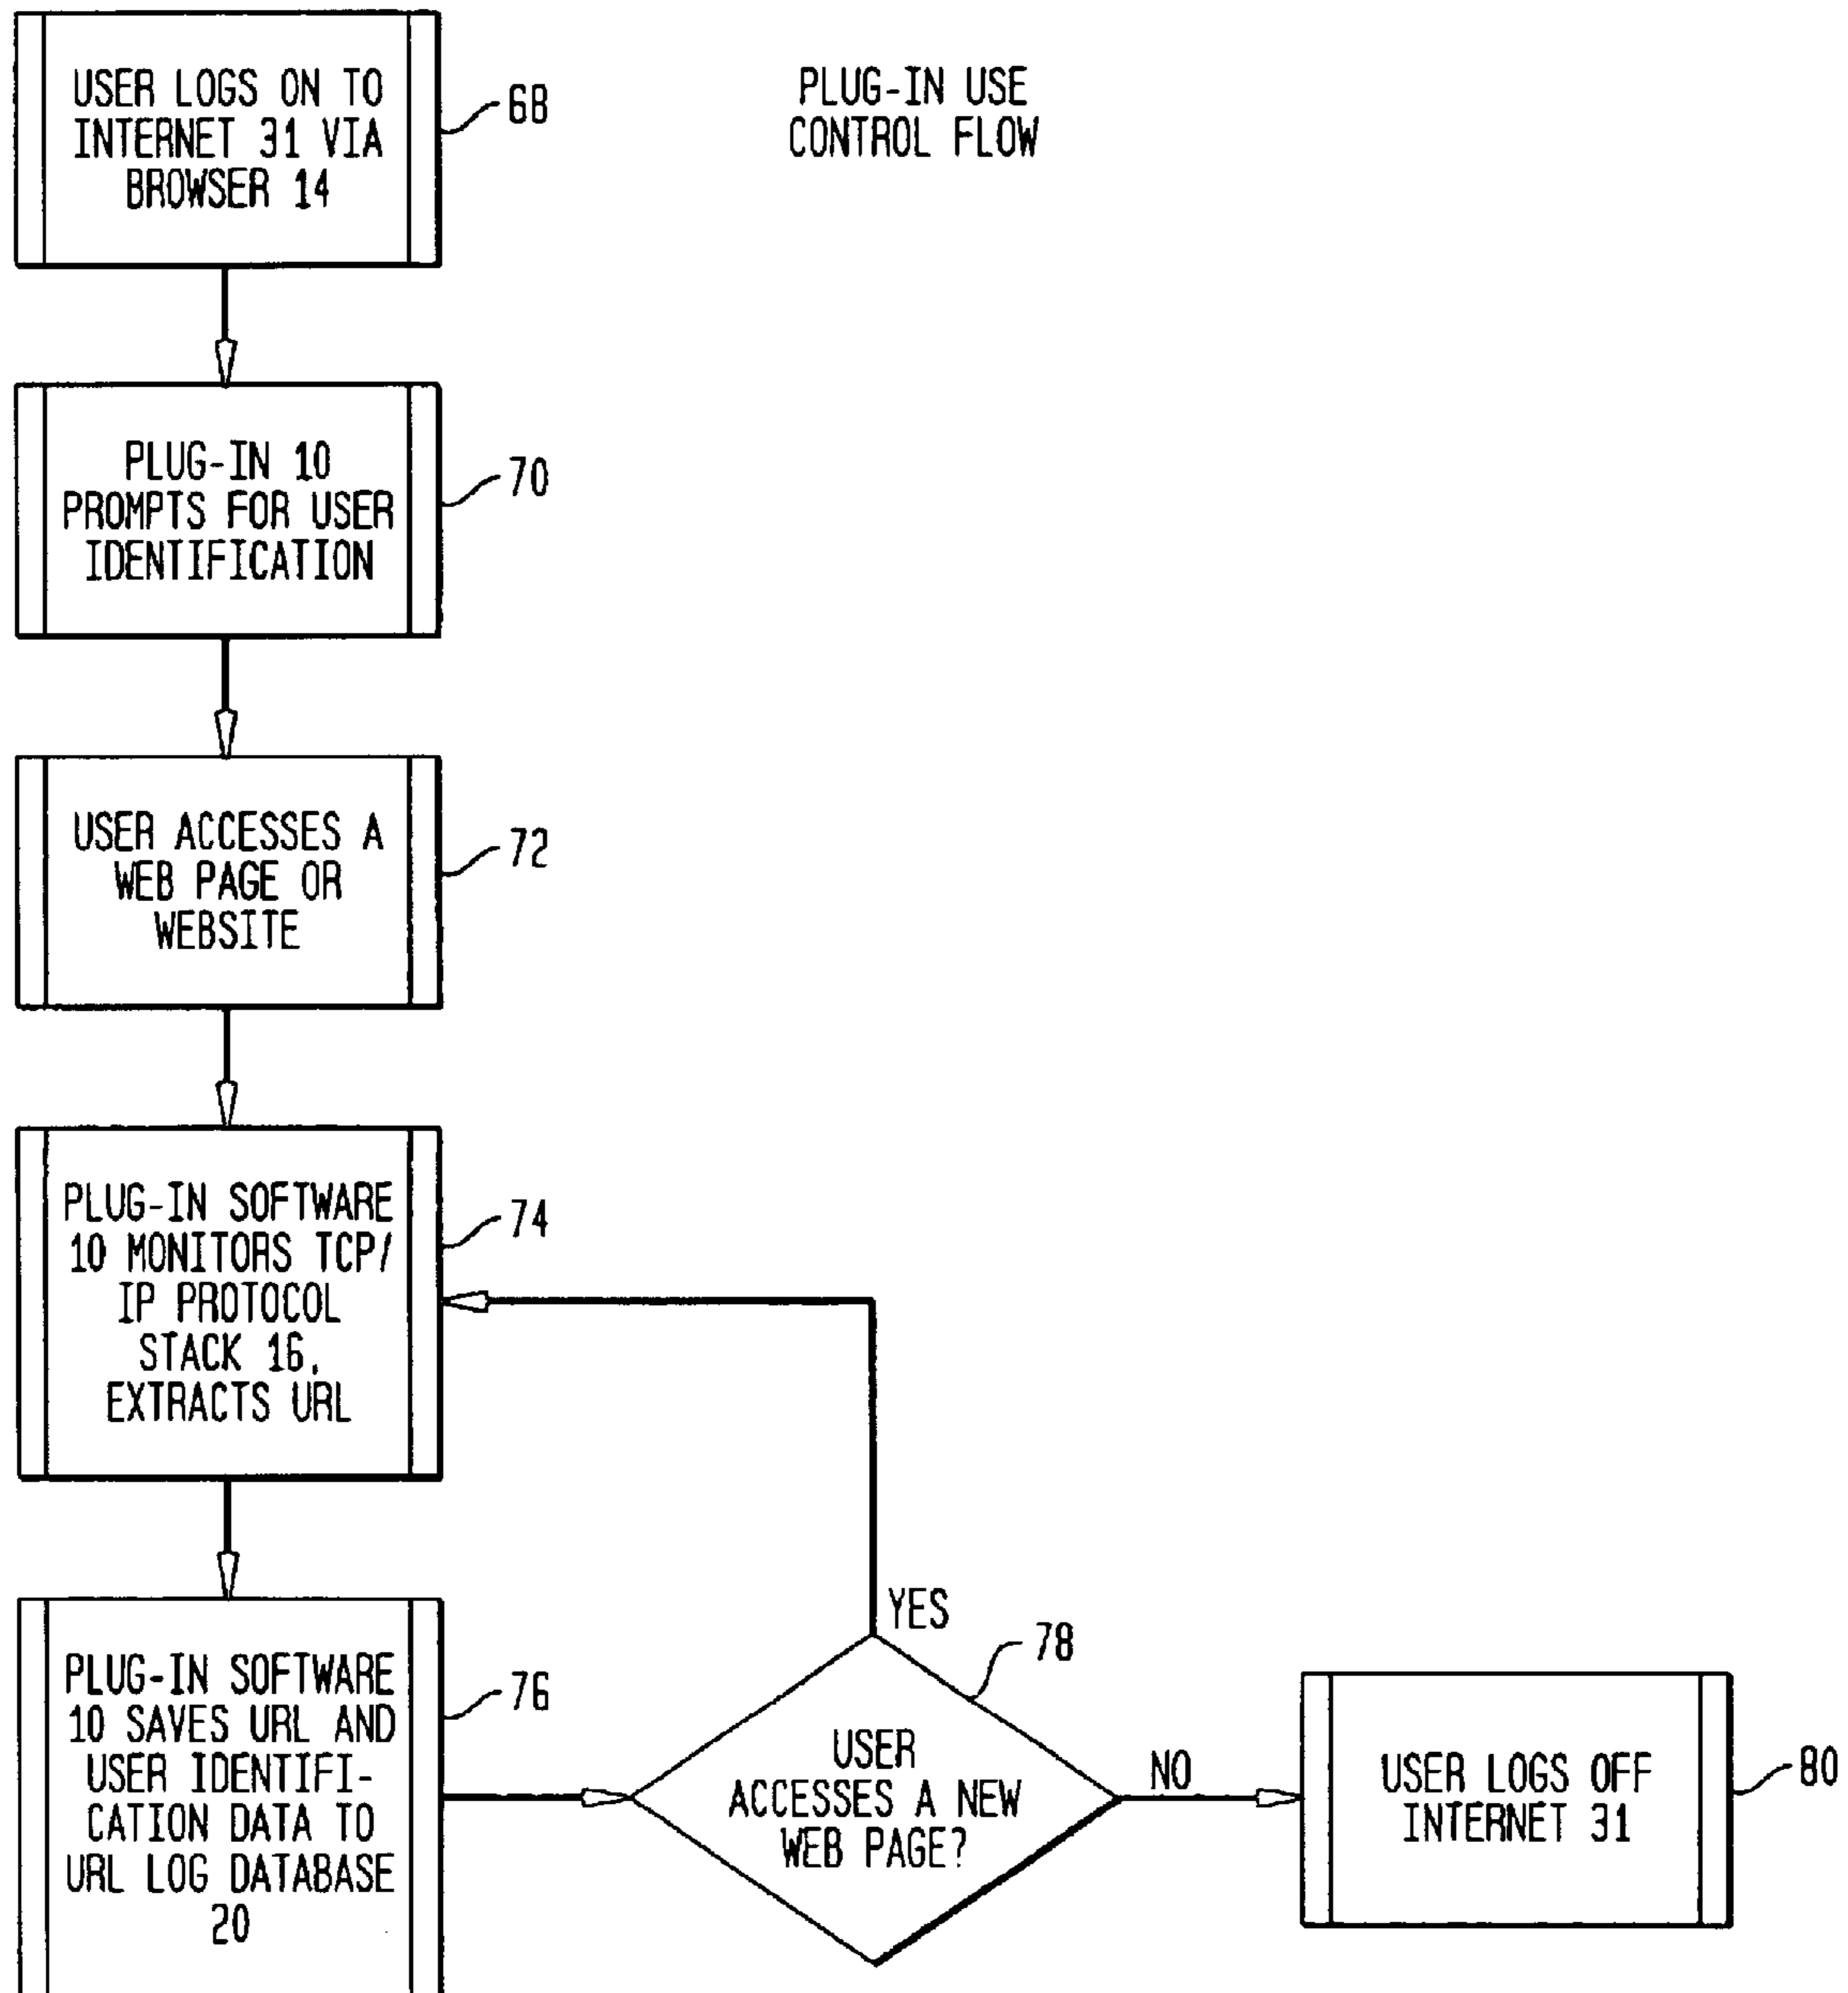 USER LOGS ON TO
INTERNET 31 VIA
BROWSER 14
68
PLUG-IN USE
CONTROL FLOW
PLUG-IN 10
PROMPTS FOR USER
IDENTIFICATION
70
USER ACCESSES A
WEB PAGE OR
WEBSITE
72
PLUG-IN SOFTWARE
10 MONITORS TCP/
IP PROTOCOL
STACK 16,
EXTRACTS URL
74
PLUG-IN SOFTWARE
10 SAVES URL AND
USER IDENTIFI-
CATION DATA TO
URL LOG DATABASE
20
76
YES
78
USER
ACCESSES A NEW
WEB PAGE?
NO
USER LOGS OFF
INTERNET 31
80